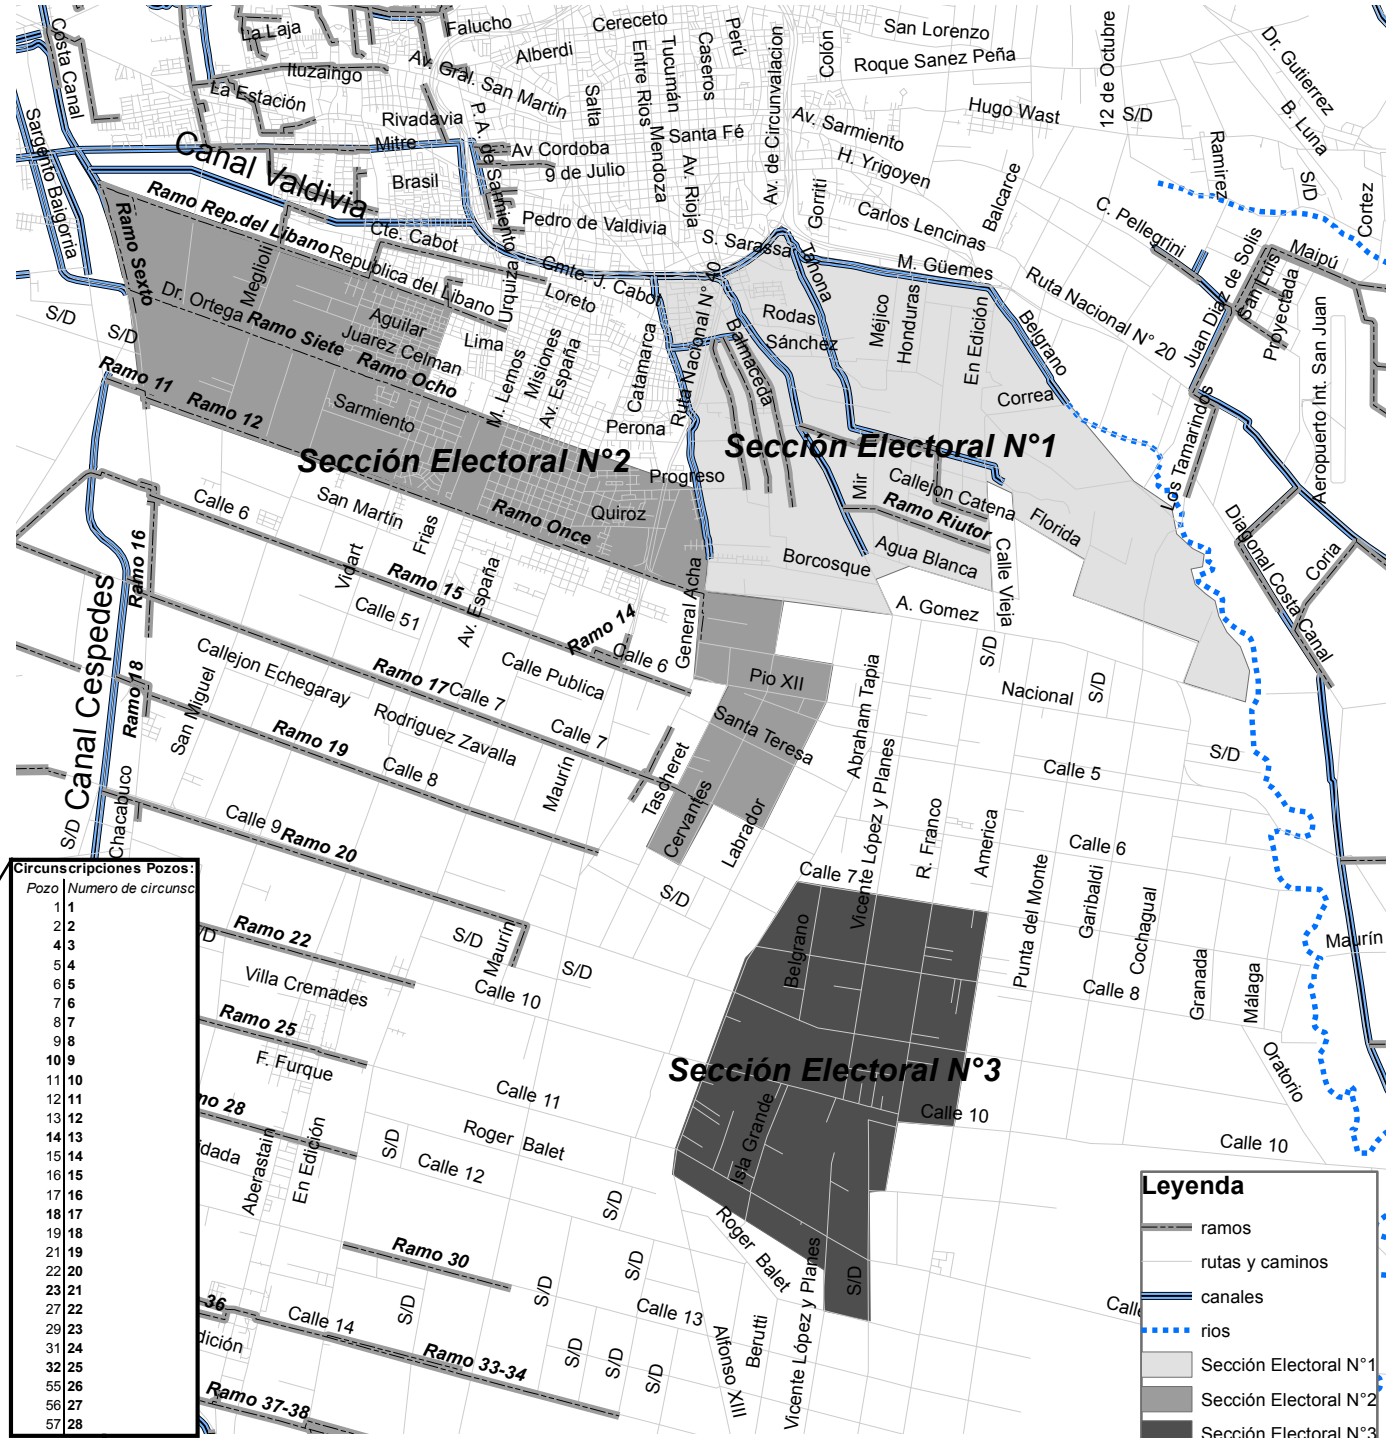 Falucho
Cereceto
Perú
Colón
San Lorenzo
Dr. Gutierrez
Costa Canal
La Laja
Alberdi
Tucumán
Caseros
Av. de Circunvalacion
Roque Sanez Peña
12 de Octubre
Ituzaingo
Av. Gral. San Martin
Entre Rios
La Estación
Salta
Hugo Wast
S/D
B. Luna
Sargento Baigorria
Rivadavia
P. A. de Sarmiento
Mendoza
Santa Fé
Av. Sarmiento
Ramirez
Mitre
Av Cordoba
Canal Valdivia
9 de Julio
Av. Rioja
H. Yrigoyen
Balcarce
S/D
Cortez
Brasil
Ramo Rep.del Libano
Pedro de Valdivia
Gorriti
Carlos Lencinas
C. Pellegrini
Ramo Sexto
Cte. Cabot
S. Sarassa
Tahona
M. Güemes
Juan Diaz de Solis
San Luis
Maipú
Meglioli
Republica del Libano
Urquiza
Cmte. J. Cabot
Ruta Nacional N° 40
Ruta Nacional N° 20
Proyectada
Dr. Ortega
Loreto
Aeropuerto Int. San Juan
S/D
S/D
Ramo Siete
Aguilar
Juarez Celman
Lima
Misiones
Rodas
Sánchez
Méjico
Honduras
En Edición
Belgrano
Ramo Ocho
M. Lemos
Av. España
Catamarca
Balmaceda
Ramo 11
Ramo 12
Sarmiento
Perona
Correa
Los Tamarindos
Sección Electoral N°2
Sección Electoral N°1
Progreso
Mir
Callejon Catena
Calle 6
San Martín
Frias
Ramo Once
Quiroz
Ramo Riutor
Florida
Diagonal Costa Canal
Ramo 16
Vidart
Ramo 15
Av. España
Borcosque
Agua Blanca
Calle Vieja
Coria
Canal Cespedes
Calle 51
Ramo 14
General Acha
A. Gomez
Calle 6
S/D
Ramo 18
San Miguel
Callejon Echegaray
Ramo 17
Calle 7
Calle Publica
Pio XII
Abraham Tapia
Nacional
S/D
Rodriguez Zavalla
Calle 7
Santa Teresa
Vicente López y Planes
Ramo 19
Calle 8
Maurín
Tascheret
Calle 5
S/D
S/D
Chacabuco
Calle 9
Ramo 20
Cervantes
Labrador
R. Franco
America
Calle 6
Calle 7
Garibaldi
Cochagual
S/D
Punta del Monte
Ramo 22
S/D
Maurín
S/D
Belgrano
Granada
Málaga
Maurín
Villa Cremades
Calle 10
Calle 8
Ramo 25
F. Furque
Sección Electoral N°3
Oratorio
Calle 11
Calle 10
Roger Balet
Isla Grande
Calle 10
S/D
Calle 12
Aberastain
En Edición
S/D
Roger Balet
Ramo 30
S/D
S/D
S/D
Calle 14
S/D
Calle 13
Alfonso XIII
Berutti
Vicente López y Planes
Ramo 33-34
S/D
S/D
S/D
Ramo 37-38
Circunscripciones Pozos:
Pozo Numero de circunsc
1 1
2 2
4 3
5 4
6 5
7 6
8 7
9 8
10 9
11 10
12 11
13 12
14 13
15 14
16 15
17 16
18 17
19 18
21 19
22 20
23 21
27 22
29 23
31 24
32 25
55 26
56 27
57 28
Leyenda
ramos
rutas y caminos
canales
rios
Sección Electoral N°1
Sección Electoral N°2
Sección Electoral N°3